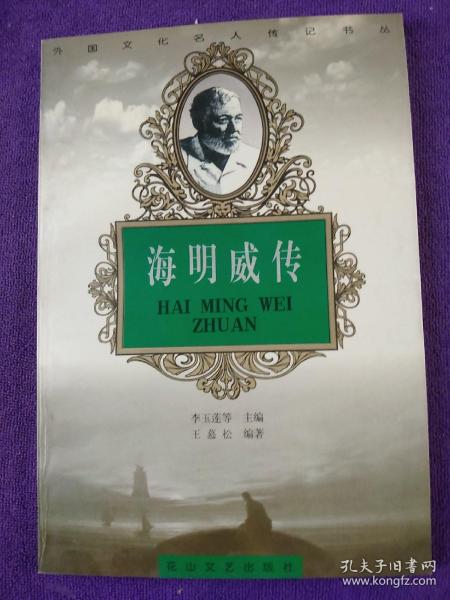 外国文化名人传记书丛
海明威传
HAI MING WEI
ZHUAN
李玉莲等 主编
王慕松 编著
花山文艺出版社
孔夫子旧书网
www.kongfz.com